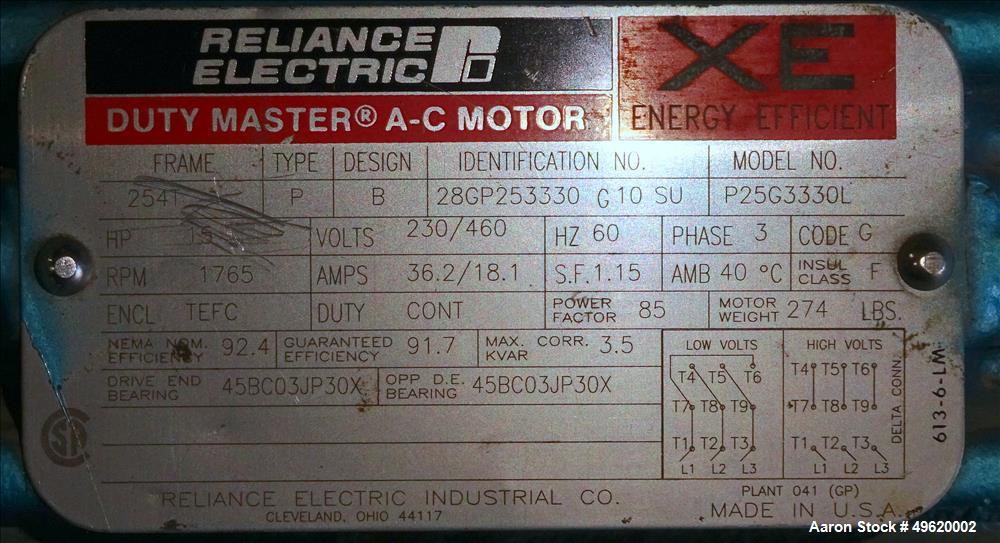 RELIANCE XE
ELECTRIC
DUTY MASTER® A-C MOTOR ENERGY EFFICIENT
FRAME TYPE DESIGN IDENTIFICATION NO. MODEL NO.
254T P B 28GP253330 G 10 SU P25G3330L
HP 15 VOLTS 230/460 HZ 60 PHASE 3 CODE G
RPM 1765 AMPS 36.2/18.1 S.F. 1.15 AMB 40 °C INSUL CLASS F
ENCL TEFC DUTY CONT POWER FACTOR 85 MOTOR WEIGHT 274 LBS.
NEMA NOM. EFFICIENCY 92.4 GUARANTEED EFFICIENCY 91.7 MAX. CORR. KVAR 3.5
DRIVE END BEARING 45BC03JP30X OPP D.E. BEARING 45BC03JP30X
LOW VOLTS HIGH VOLTS
T4 T5 T6 T4 T5 T6
T7 T8 T9 T7 T8 T9
T1 T2 T3 T1 T2 T3
L1 L2 L3 L1 L2 L3
DELTA CONN.
613-6-LM
SA
RELIANCE ELECTRIC INDUSTRIAL CO.
CLEVELAND, OHIO 44117
PLANT 041 (GP)
MADE IN U.S.A.
Aaron Stock # 49620002